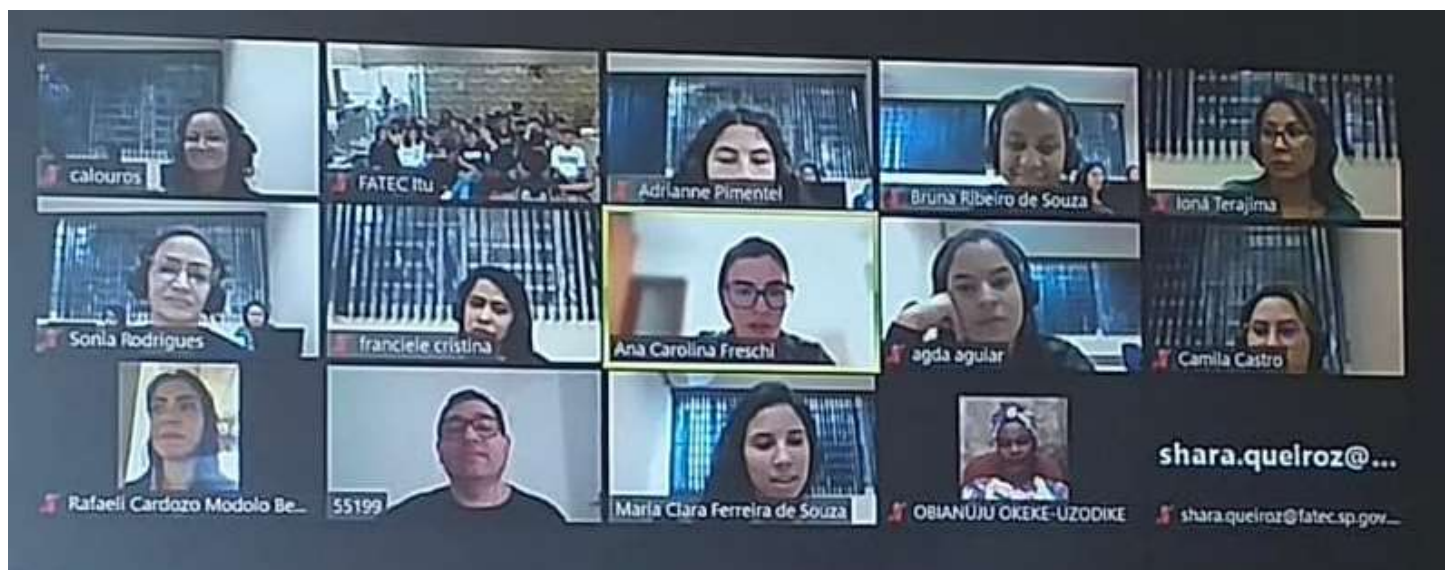 calouros
FATEC Itu
Adrianne Pimentel
Bruna Ribeiro de Souza
Ioná Terajima
Sonia Rodrigues
franciele cristina
Ana Carolina Freschi
agda aguiar
Camila Castro
Rafaeli Cardozo Modolo Be...
55199
Maria Clara Ferreira de Souza
OBIANUJU OKEKE-UZODIKE
shara.queiroz@...
shara.queiroz@fatec.sp.gov....